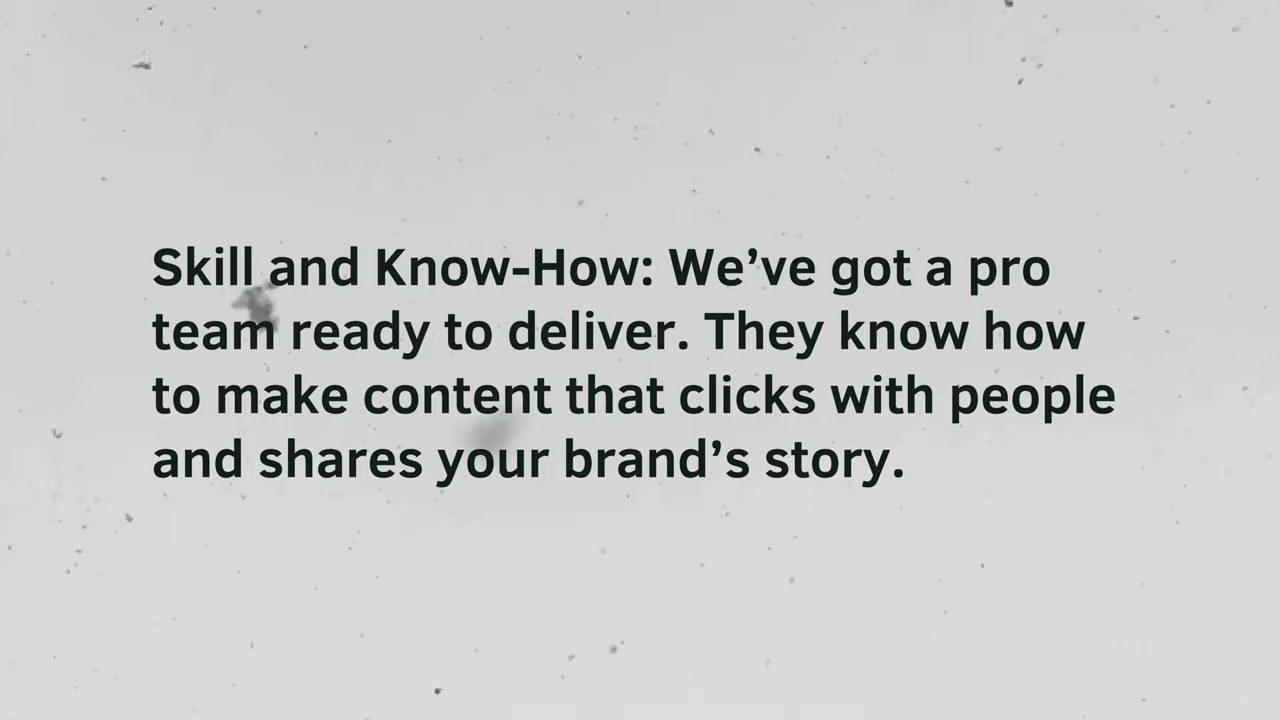 Skill and Know-How: We’ve got a pro
team ready to deliver. They know how
to make content that clicks with people
and shares your brand’s story.